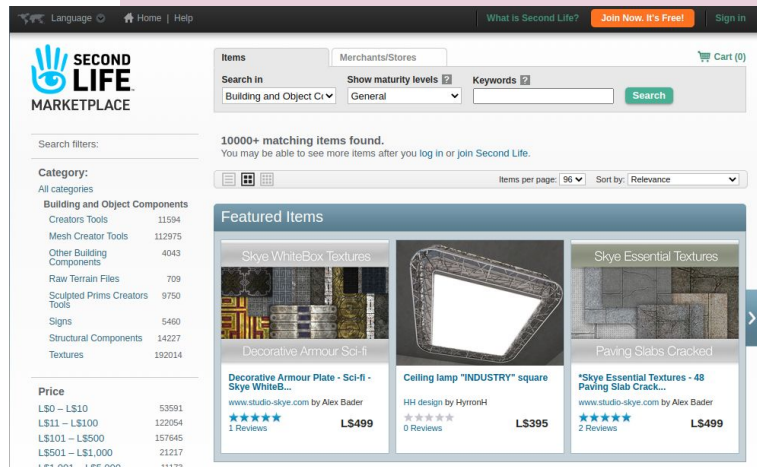 Language
Home | Help
What is Second Life?
Join Now. It's Free!
Sign in
SECOND
LIFE
MARKETPLACE
Items
Merchants/Stores
Cart (0)
Search in
Show maturity levels ?
Keywords ?
Building and Object Co
General
Search
Search filters:
10000+ matching items found.
You may be able to see more items after you log in or join Second Life.
Items per page: 96
Sort by: Relevance
Category:
All categories
Building and Object Components
Creators Tools 11594
Mesh Creator Tools 112975
Other Building 4043
Components
Raw Terrain Files 709
Sculpted Prims Creators 9750
Tools
Signs 5460
Structural Components 14227
Textures 192014
Price
L$0 – L$10 53591
L$11 – L$100 122054
L$101 – L$500 157645
L$501 – L$1,000 21217
L$1,001 – L$5,000 11173
Featured Items
Skye WhiteBox Textures
Decorative Armour Sci-fi
Skye Essential Textures
Paving Slabs Cracked
Decorative Armour Plate - Sci-fi -
Skye WhiteB...
www.studio-skye.com by Alex Bader
1 Reviews
L$499
Ceiling lamp "INDUSTRY" square
HH design by HyrronH
0 Reviews
L$395
*Skye Essential Textures - 48
Paving Slab Crack...
www.studio-skye.com by Alex Bader
2 Reviews
L$499